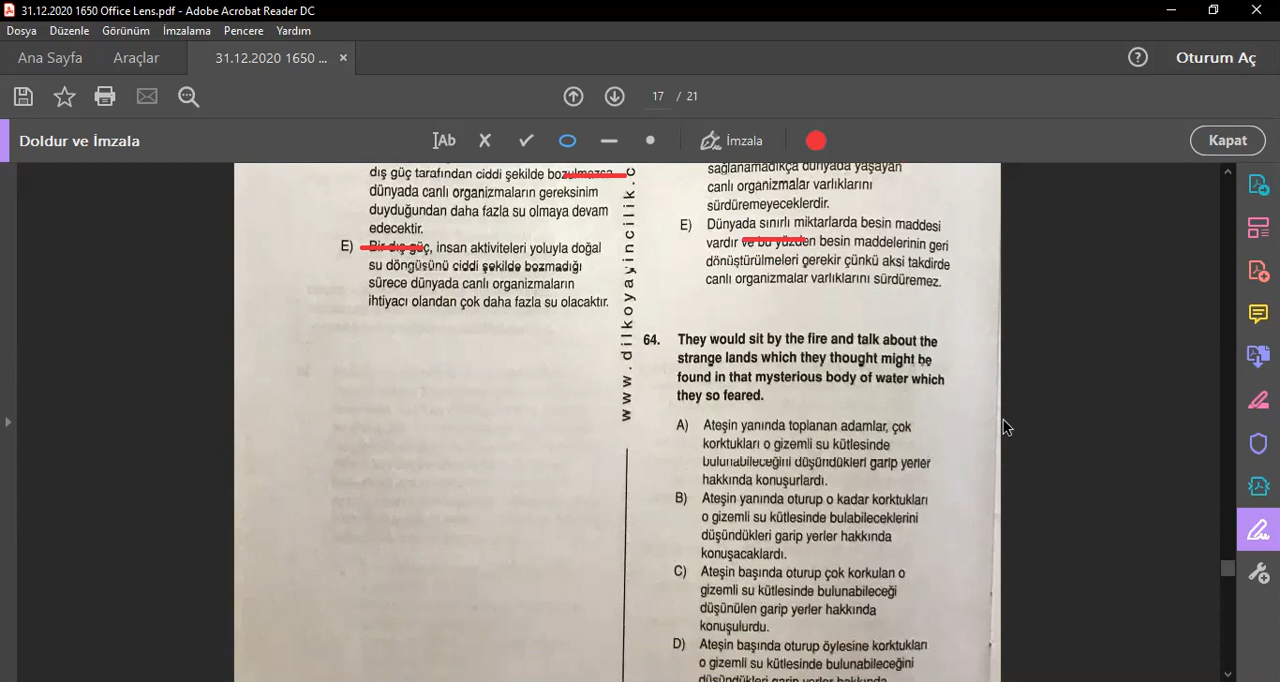 31.12.2020 1650 Office Lens.pdf - Adobe Acrobat Reader DC
Dosya Düzenle Görünüm İmzalama Pencere Yardım
Ana Sayfa Araçlar 31.12.2020 1650 ... × ? Oturum Aç
17 / 21
Doldur ve İmzala Ab İmzala Kapat
dış güç tarafından ciddi şekilde bozulmazsa
dünyada canlı organizmaların gereksinim
duyduğundan daha fazla su olmaya devam
edecektir.
E) Bir dış güç, insan aktiviteleri yoluyla doğal
su döngüsünü ciddi şekilde bozmadığı
sürece dünyada canlı organizmaların
ihtiyacı olandan çok daha fazla su olacaktır.
www.dilkoyayincilik.c
sağlanamadıkça dünyada yaşayan
canlı organizmalar varlıklarını
sürdüremeyeceklerdir.
E) Dünyada sınırlı miktarlarda besin maddesi
vardır ve bu yüzden besin maddelerinin geri
dönüştürülmeleri gerekir çünkü aksi takdirde
canlı organizmalar varlıklarını sürdüremez.
64. They would sit by the fire and talk about the
strange lands which they thought might be
found in that mysterious body of water which
they so feared.
A) Ateşin yanında toplanan adamlar, çok
korktukları o gizemli su kütlesinde
bulunabileceğini düşündükleri garip yerler
hakkında konuşurlardı.
B) Ateşin yanında oturup o kadar korktukları
o gizemli su kütlesinde bulabileceklerini
düşündükleri garip yerler hakkında
konuşacaklardı.
C) Ateşin başında oturup çok korkulan o
gizemli su kütlesinde bulunabileceği
düşünülen garip yerler hakkında
konuşulurdu.
D) Ateşin başında oturup öylesine korktukları
o gizemli su kütlesinde bulunabileceğini
düşündükleri garip yerler hakkında